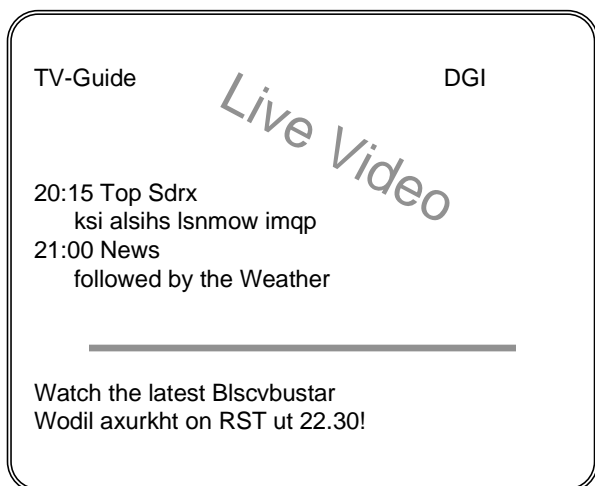 TV-Guide DGI
Live Video
20:15 Top Sdrx
ksi alsihs lsnmow imqp
21:00 News
followed by the Weather
Watch the latest Blscvbustar
Wodil axurkht on RST ut 22.30!